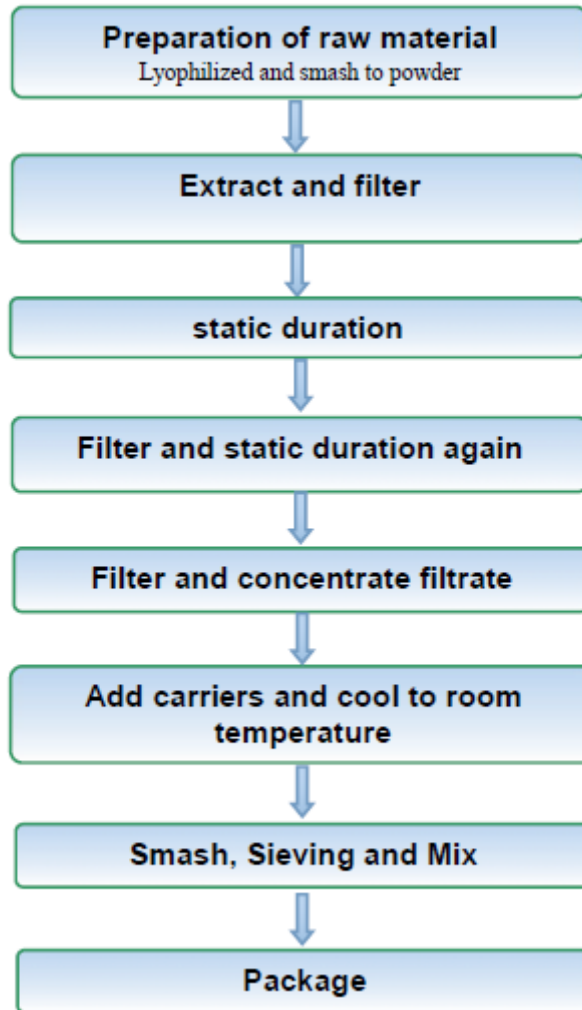 Preparation of raw material
Lyophilized and smash to powder
Extract and filter
static duration
Filter and static duration again
Filter and concentrate filtrate
Add carriers and cool to room
temperature
Smash, Sieving and Mix
Package